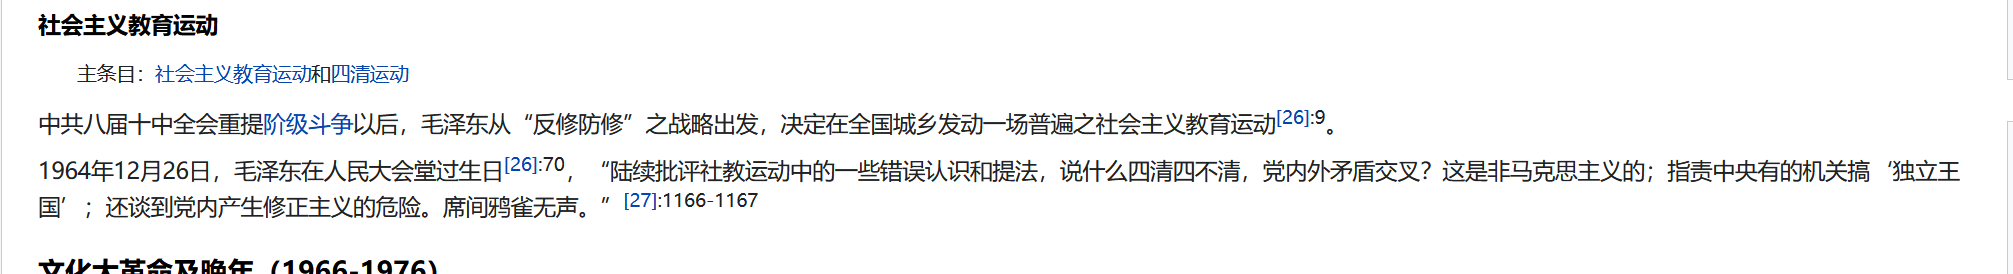 社会主义教育运动
主条目：社会主义教育运动和四清运动
中共八届十中全会重提阶级斗争以后，毛泽东从“反修防修”之战略出发，决定在全国城乡发动一场普遍之社会主义教育运动[26]:9。
1964年12月26日，毛泽东在人民大会堂过生日[26]:70，“陆续批评社教运动中的一些错误认识和提法，说什么四清四不清，党内外矛盾交叉？这是非马克思主义的；指责中央有的机关搞‘独立王
国’；还谈到党内产生修正主义的危险。席间鸦雀无声。”[27]:1166-1167
文化大革命及晚年（1966-1976）